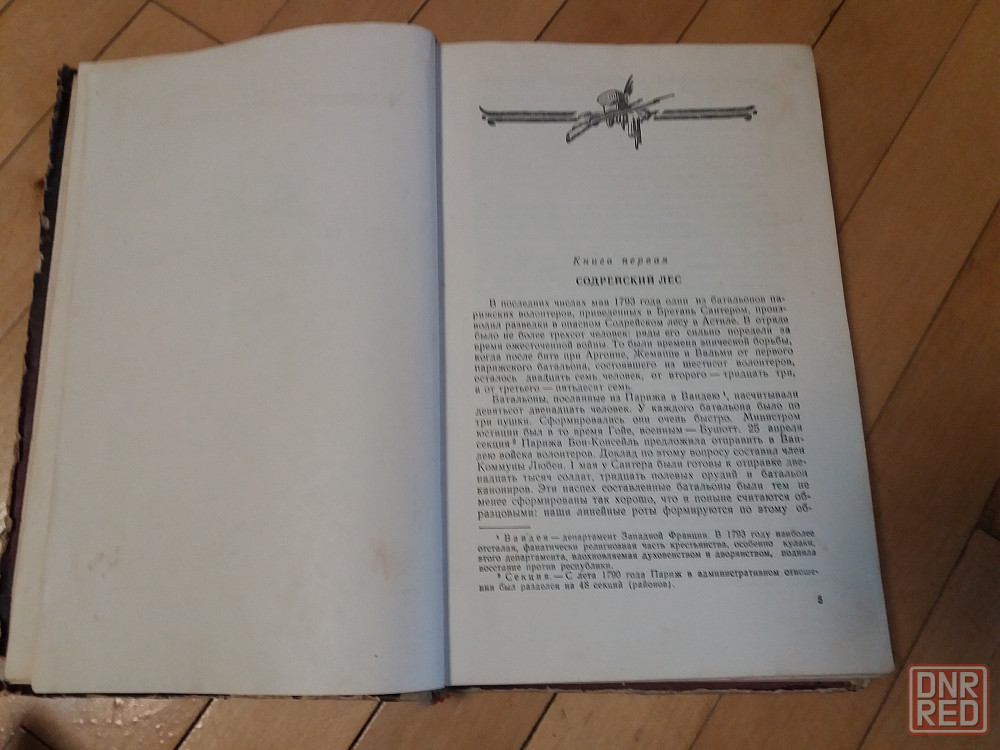 Книга первая
СОДРЕЙСКИЙ ЛЕС
В последних числах мая 1793 года один из батальонов па-
рижских волонтеров, приведенных в Бретань Сантером, произ-
водил разведки в опасном Содрейском лесу в Астиле. В отряде
было не более трехсот человек; ряды его сильно поредели за
время ожесточенной войны. То были времена эпической борьбы,
когда после битв при Аргонне, Жемаппе и Вальми от первого
парижского батальона, состоявшего из шестисот волонтеров,
осталось двадцать семь человек, от второго — тридцать три,
и от третьего — пятьдесят семь.
Батальоны, посланные из Парижа в Вандею ¹, насчитывали
девятьсот двенадцать человек. У каждого батальона было по
три пушки. Сформировались они очень быстро. Министром
юстиции был в то время Гойе, военным — Бушотт. 25 апреля
секция ² Парижа Бон-Консейль предложила отправить в Ван-
дею войска волонтеров. Доклад по этому вопросу составил член
Коммуны Любен. 1 мая у Сантера были готовы к отправке две-
надцать тысяч солдат, тридцать полевых орудий и батальон
канониров. Эти наспех составленные батальоны были тем не
менее сформированы так хорошо, что и поныне считаются об-
разцовыми: наши линейные роты формируются по этому об-
¹ Вандея — департамент Западной Франции. В 1793 году наиболее
отсталая, фанатически религиозная часть крестьянства, особенно кулаки,
этого департамента, вдохновляемая духовенством и дворянством, подняла
восстание против республики.
² Секция. — С лета 1790 года Париж в административном отноше-
нии был разделен на 48 секций (районов).
5
DNR
RED